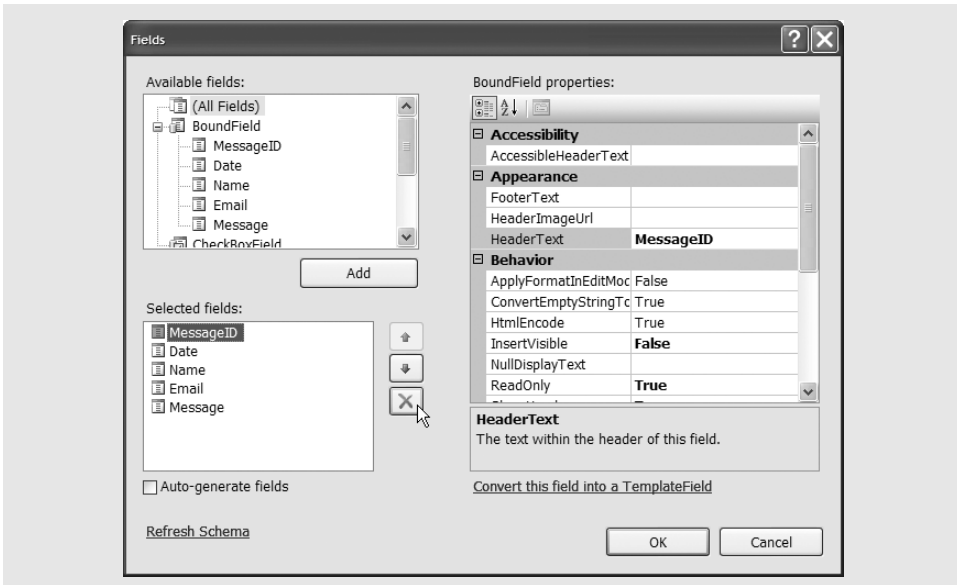 Fields
Available fields:
(All Fields)
BoundField
MessageID
Date
Name
Email
Message
CheckBoxField
Add
Selected fields:
MessageID
Date
Name
Email
Message
Auto-generate fields
Refresh Schema
BoundField properties:
Accessibility
AccessibleHeaderText
Appearance
FooterText
HeaderImageUrl
HeaderText MessageID
Behavior
ApplyFormatInEditMoc False
ConvertEmptyStringTc True
HtmlEncode True
InsertVisible False
NullDisplayText
ReadOnly True
HeaderText
The text within the header of this field.
Convert this field into a TemplateField
OK
Cancel